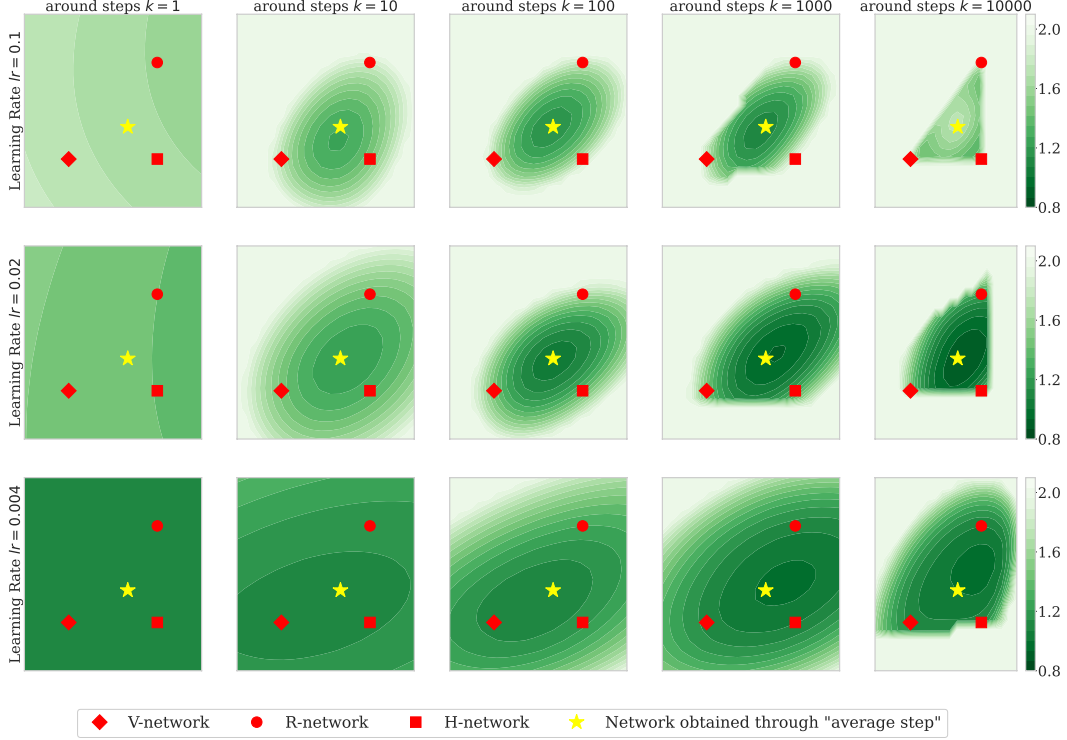 around steps k = 1
around steps k = 10
around steps k = 100
around steps k = 1000
around steps k = 10000
Learning Rate lr = 0.1
2.0
1.6
1.2
0.8
Learning Rate lr = 0.02
2.0
1.6
1.2
0.8
Learning Rate lr = 0.004
2.0
1.6
1.2
0.8
V-network
R-network
H-network
Network obtained through "average step"